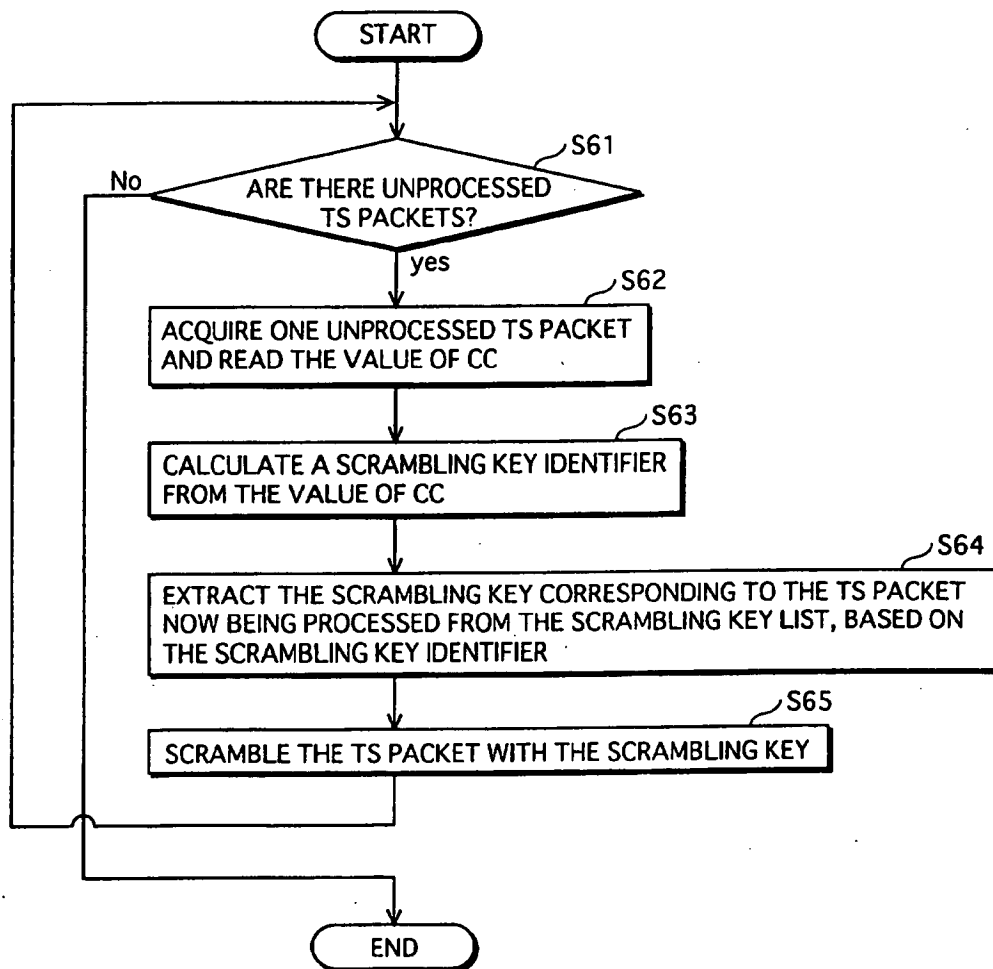 START
S61
No
ARE THERE UNPROCESSED
TS PACKETS?
yes
S62
ACQUIRE ONE UNPROCESSED TS PACKET
AND READ THE VALUE OF CC
S63
CALCULATE A SCRAMBLING KEY IDENTIFIER
FROM THE VALUE OF CC
S64
EXTRACT THE SCRAMBLING KEY CORRESPONDING TO THE TS PACKET
NOW BEING PROCESSED FROM THE SCRAMBLING KEY LIST, BASED ON
THE SCRAMBLING KEY IDENTIFIER
S65
SCRAMBLE THE TS PACKET WITH THE SCRAMBLING KEY
END